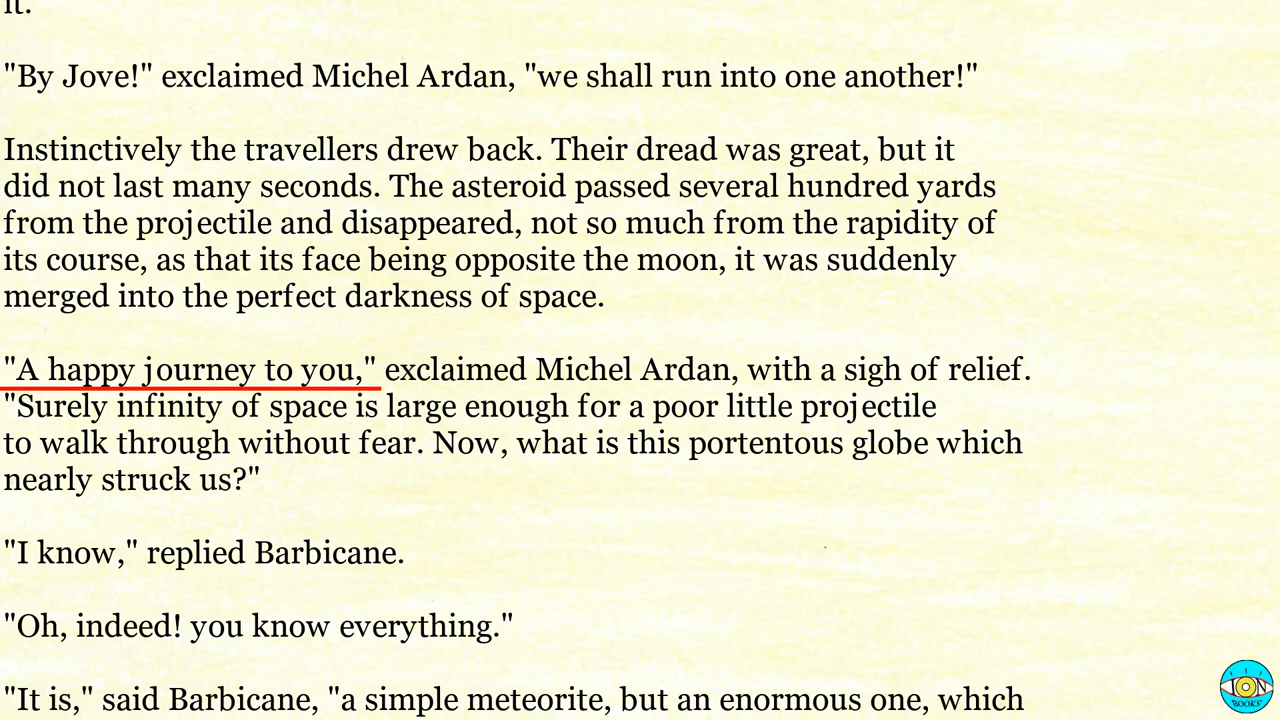 it.
"By Jove!" exclaimed Michel Ardan, "we shall run into one another!"
Instinctively the travellers drew back. Their dread was great, but it
did not last many seconds. The asteroid passed several hundred yards
from the projectile and disappeared, not so much from the rapidity of
its course, as that its face being opposite the moon, it was suddenly
merged into the perfect darkness of space.
"A happy journey to you," exclaimed Michel Ardan, with a sigh of relief.
"Surely infinity of space is large enough for a poor little projectile
to walk through without fear. Now, what is this portentous globe which
nearly struck us?"
"I know," replied Barbicane.
"Oh, indeed! you know everything."
"It is," said Barbicane, "a simple meteorite, but an enormous one, which
ION
BOOKS